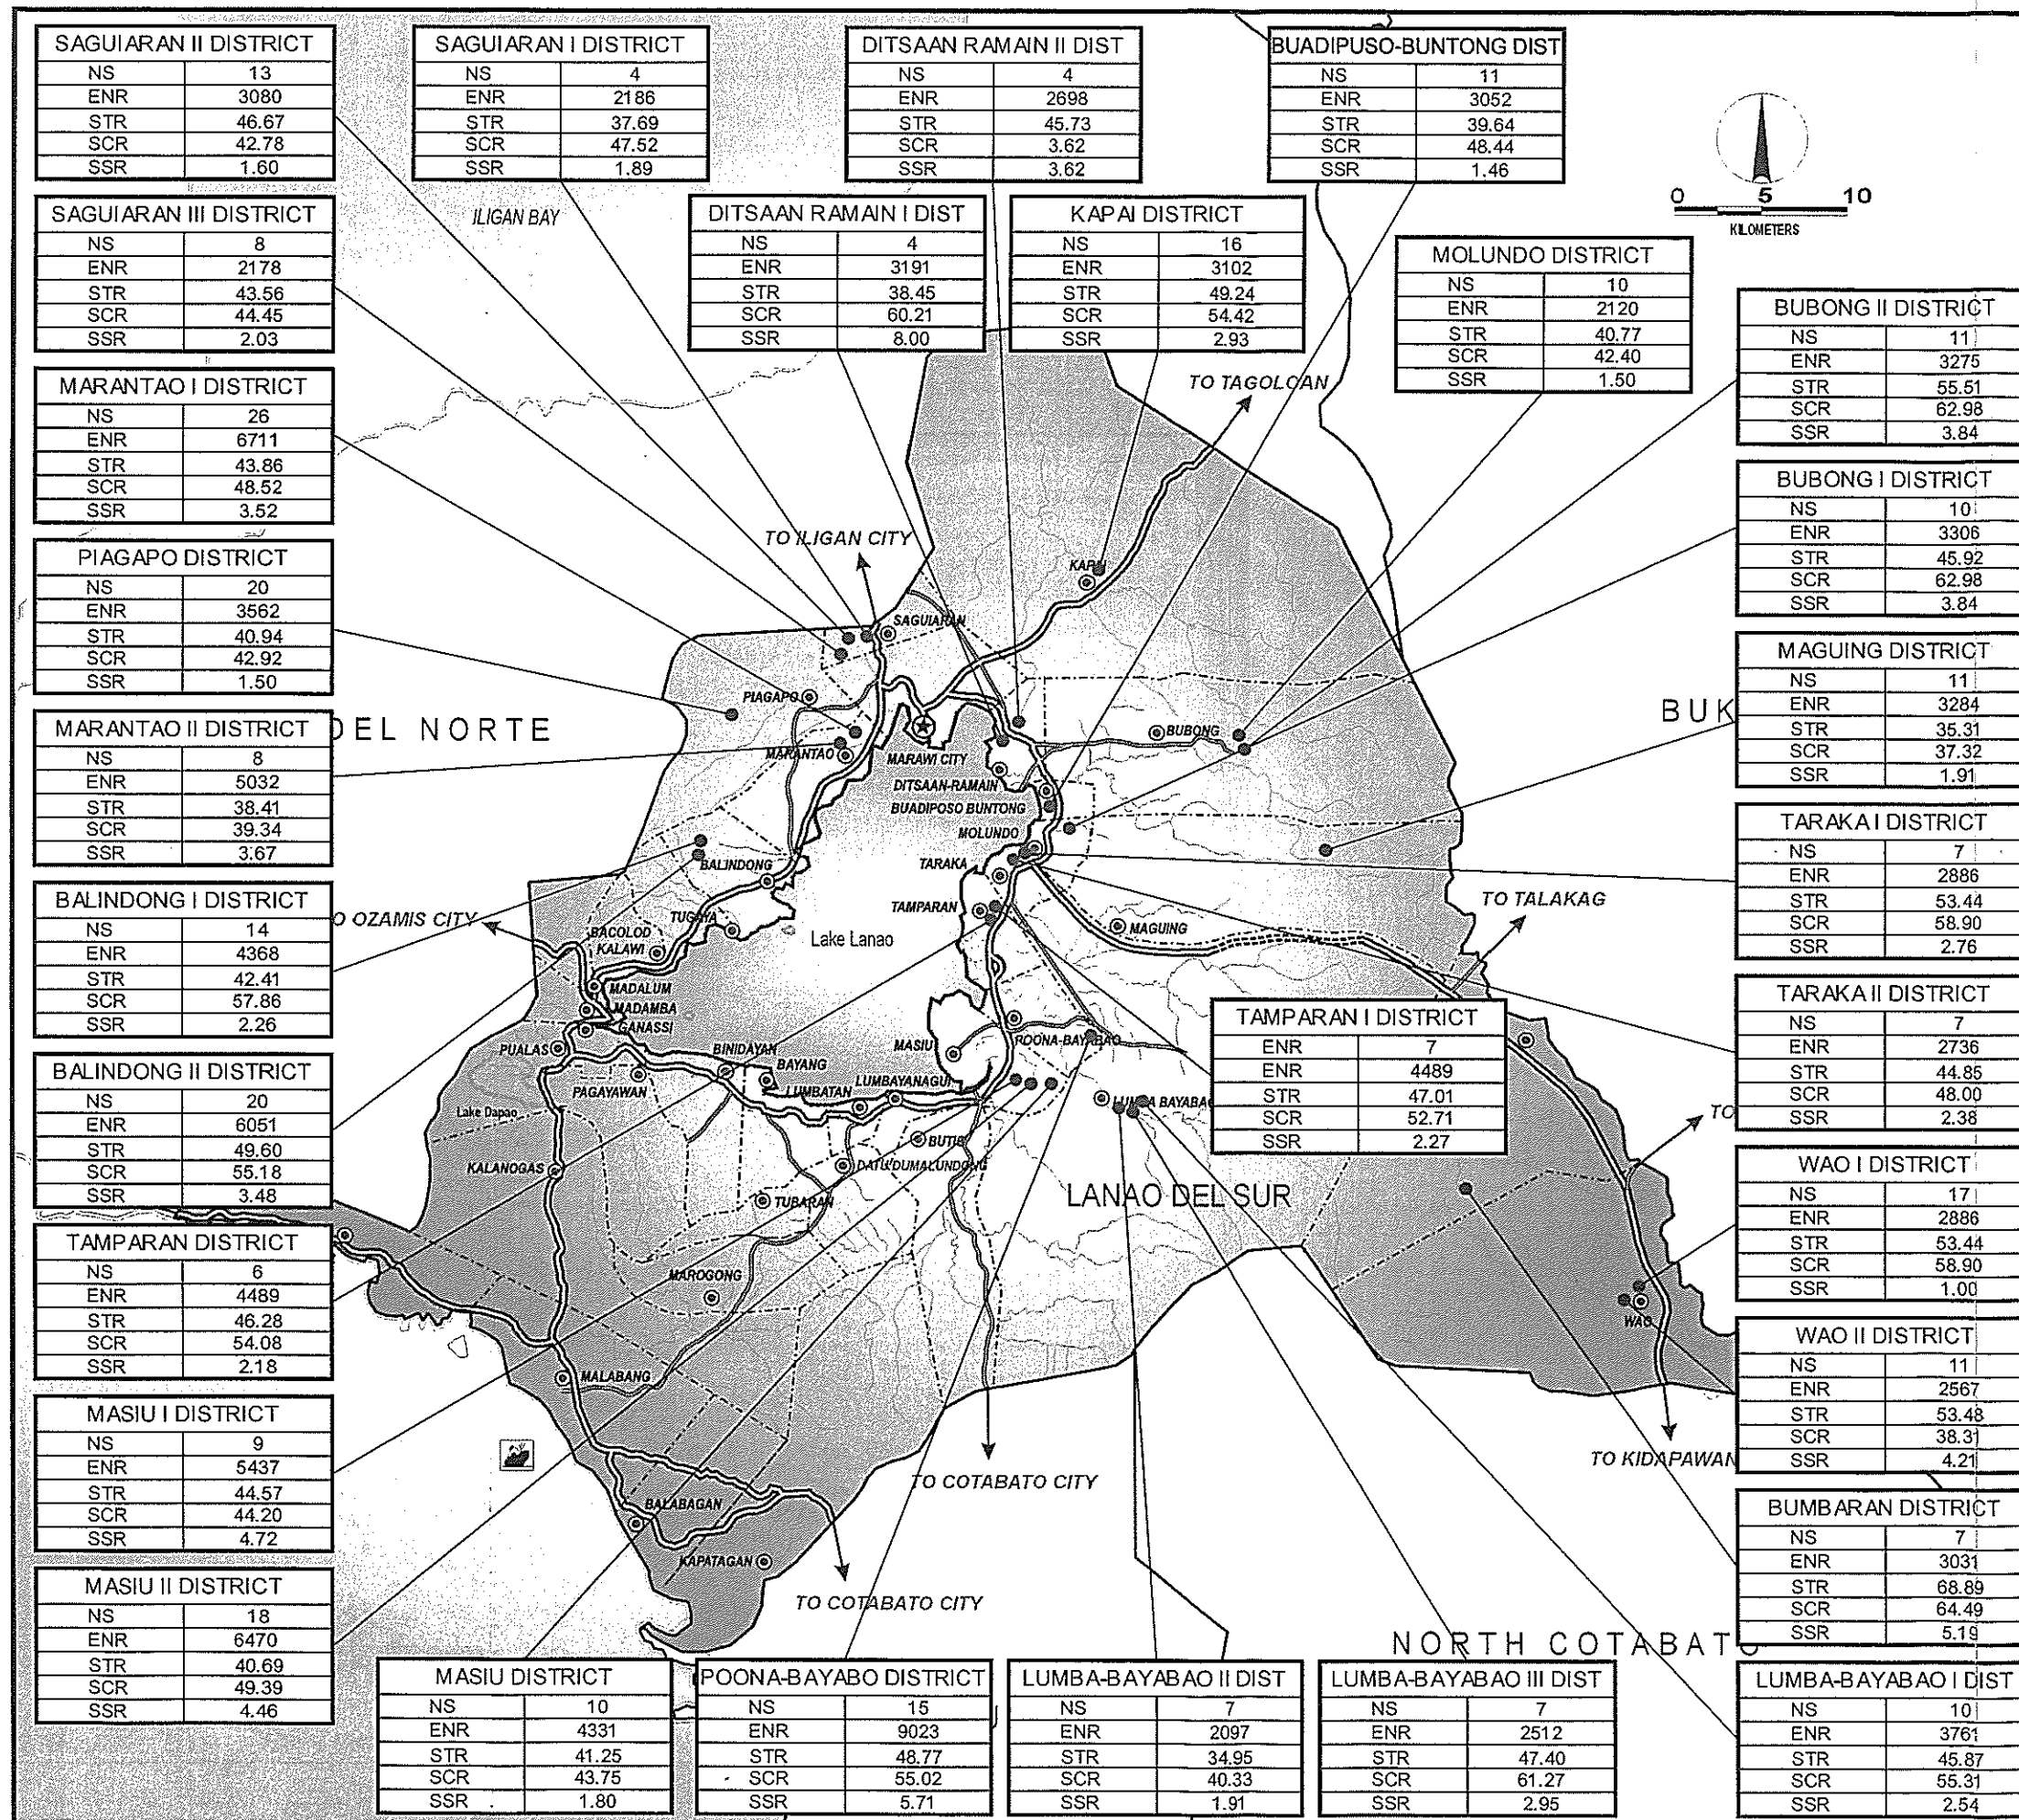 SAGUIARAN II DISTRICT
NS 13
ENR 3080
STR 46.67
SCR 42.78
SSR 1.60
SAGUIARAN I DISTRICT
NS 4
ENR 2186
STR 37.69
SCR 47.52
SSR 1.89
DITSAAN RAMAIN II DIST
NS 4
ENR 2698
STR 45.73
SCR 3.62
SSR 3.62
BUADIPUSO-BUNTONG DIST
NS 11
ENR 3052
STR 39.64
SCR 48.44
SSR 1.46
0 5 10
KILOMETERS
SAGUIARAN III DISTRICT
NS 8
ENR 2178
STR 43.56
SCR 44.45
SSR 2.03
ILIGAN BAY
DITSAAN RAMAIN I DIST
NS 4
ENR 3191
STR 38.45
SCR 60.21
SSR 8.00
KAPAI DISTRICT
NS 16
ENR 3102
STR 49.24
SCR 54.42
SSR 2.93
MOLUNDO DISTRICT
NS 10
ENR 2120
STR 40.77
SCR 42.40
SSR 1.50
BUBONG II DISTRICT
NS 11
ENR 3275
STR 55.51
SCR 62.98
SSR 3.84
MARANTAO I DISTRICT
NS 26
ENR 6711
STR 43.86
SCR 48.52
SSR 3.52
TO TAGOLOAN
BUBONG I DISTRICT
NS 10
ENR 3306
STR 45.92
SCR 62.98
SSR 3.84
PIAGAPO DISTRICT
NS 20
ENR 3562
STR 40.94
SCR 42.92
SSR 1.50
TO ILIGAN CITY
KAPAI
SAGUIARAN
PIAGAPO
MARANTAO
MARAWI CITY
BUBONG
DITSAAN-RAMAIN
BUADIPOSO BUNTONG
MOLUNDO
TARAKA
TAMPARAN
MAGUING
BALINDONG
TUGAYA
BACOLOD
KALAWI
Lake Lanao
MAGUING DISTRICT
NS 11
ENR 3284
STR 35.31
SCR 37.32
SSR 1.91
BUK
DEL NORTE
MARANTAO II DISTRICT
NS 8
ENR 5032
STR 38.41
SCR 39.34
SSR 3.67
TARAKA I DISTRICT
NS 7
ENR 2886
STR 53.44
SCR 58.90
SSR 2.76
BALINDONG I DISTRICT
NS 14
ENR 4368
STR 42.41
SCR 57.86
SSR 2.26
O OZAMIS CITY
TO TALAKAG
TARAKA II DISTRICT
NS 7
ENR 2736
STR 44.85
SCR 48.00
SSR 2.38
TAMPARAN I DISTRICT
ENR 7
ENR 4489
STR 47.01
SCR 52.71
SSR 2.27
MADALUM
MADAMBA
GANASSI
PUALAS
PAGAYAWAN
BINIDAYAN
BAYANG
LUMBATAN
LUMBAYANAGUI
MASIU
POONA-BAYABAO
LUMBA BAYABAO
BUTIG
DATU DUMALUNDONG
Lake Dapao
KALANOGAS
TUBARAN
MAROGONG
MALABANG
BALABAGAN
KAPATAGAN
LANAO DEL SUR
TO
WAO
BALINDONG II DISTRICT
NS 20
ENR 6051
STR 49.60
SCR 55.18
SSR 3.48
WAO I DISTRICT
NS 17
ENR 2886
STR 53.44
SCR 58.90
SSR 1.00
TAMPARAN DISTRICT
NS 6
ENR 4489
STR 46.28
SCR 54.08
SSR 2.18
WAO II DISTRICT
NS 11
ENR 2567
STR 53.48
SCR 38.31
SSR 4.21
MASIU I DISTRICT
NS 9
ENR 5437
STR 44.57
SCR 44.20
SSR 4.72
TO KIDAPAWAN
TO COTABATO CITY
TO COTABATO CITY
BUMBARAN DISTRICT
NS 7
ENR 3031
STR 68.89
SCR 64.49
SSR 5.19
MASIU II DISTRICT
NS 18
ENR 6470
STR 40.69
SCR 49.39
SSR 4.46
NORTH COTABATO
MASIU DISTRICT
NS 10
ENR 4331
STR 41.25
SCR 43.75
SSR 1.80
POONA-BAYABO DISTRICT
NS 15
ENR 9023
STR 48.77
SCR 55.02
SSR 5.71
LUMBA-BAYABAO II DIST
NS 7
ENR 2097
STR 34.95
SCR 40.33
SSR 1.91
LUMBA-BAYABAO III DIST
NS 7
ENR 2512
STR 47.40
SCR 61.27
SSR 2.95
LUMBA-BAYABAO I DIST
NS 10
ENR 3761
STR 45.87
SCR 55.31
SSR 2.54